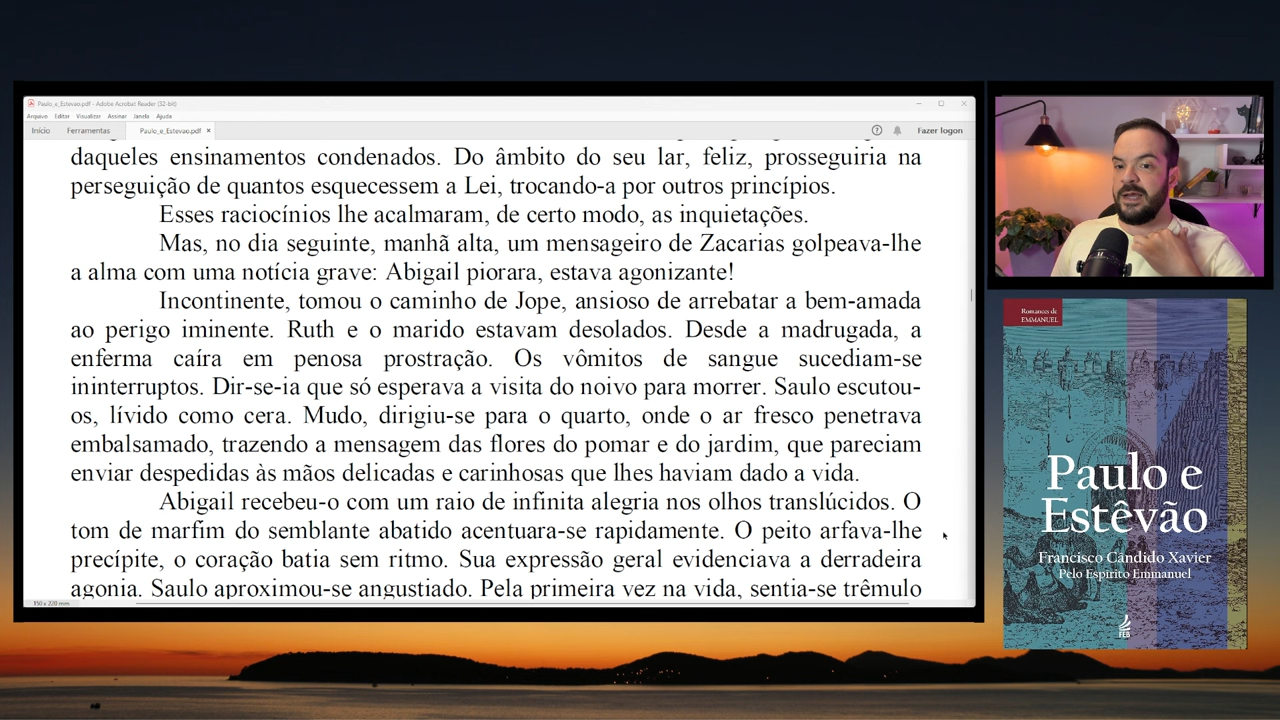 Paulo_e_Estevao.pdf - Adobe Acrobat Reader (32-bit)
Arquivo Editar Visualizar Assinar Janela Ajuda
Início Ferramentas Paulo_e_Estevao.pdf × Fazer logon
daqueles ensinamentos condenados. Do âmbito do seu lar, feliz, prosseguiria na
perseguição de quantos esquecessem a Lei, trocando-a por outros princípios.
Esses raciocínios lhe acalmaram, de certo modo, as inquietações.
Mas, no dia seguinte, manhã alta, um mensageiro de Zacarias golpeava-lhe
a alma com uma notícia grave: Abigail piorara, estava agonizante!
Incontinente, tomou o caminho de Jope, ansioso de arrebatar a bem-amada
ao perigo iminente. Ruth e o marido estavam desolados. Desde a madrugada, a
enferma caíra em penosa prostração. Os vômitos de sangue sucediam-se
ininterruptos. Dir-se-ia que só esperava a visita do noivo para morrer. Saulo escutou-
os, lívido como cera. Mudo, dirigiu-se para o quarto, onde o ar fresco penetrava
embalsamado, trazendo a mensagem das flores do pomar e do jardim, que pareciam
enviar despedidas às mãos delicadas e carinhosas que lhes haviam dado a vida.
Abigail recebeu-o com um raio de infinita alegria nos olhos translúcidos. O
tom de marfim do semblante abatido acentuara-se rapidamente. O peito arfava-lhe
precípite, o coração batia sem ritmo. Sua expressão geral evidenciava a derradeira
agonia. Saulo aproximou-se angustiado. Pela primeira vez na vida, sentia-se trêmulo
150 x 220 mm
Romances de
EMMANUEL
Paulo e
Estêvão
Francisco Cândido Xavier
Pelo Espírito Emmanuel
FEB